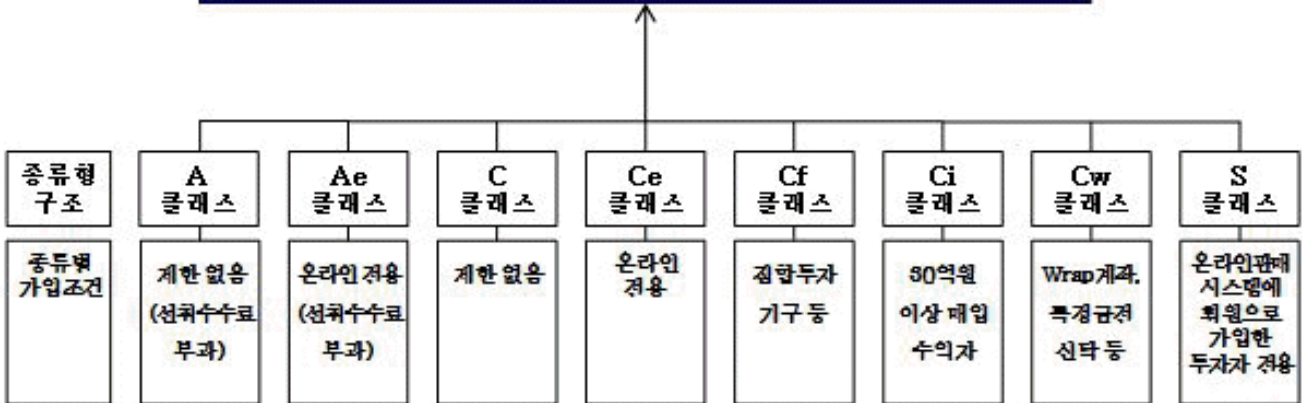 종류형
구조
A
클래스
Ae
클래스
C
클래스
Ce
클래스
Cf
클래스
Ci
클래스
Cw
클래스
S
클래스
종류별
가입조건
제한 없음
(선취수수료
부과)
온라인 전용
(선취수수료
부과)
제한 없음
온라인
전용
집합투자
기구 등
30억원
이상 매입
수익자
Wrap계좌,
특정금전
신탁 등
온라인판매
시스템에
회원으로
가입한
투자자 전용